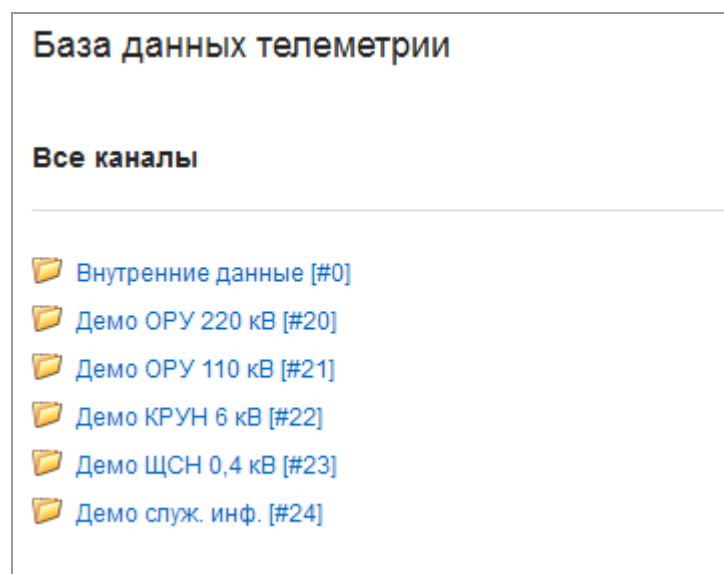 База данных телеметрии
Все каналы
Внутренние данные [#0]
Демо ОРУ 220 кВ [#20]
Демо ОРУ 110 кВ [#21]
Демо КРУН 6 кВ [#22]
Демо ЩСН 0,4 кВ [#23]
Демо служ. инф. [#24]